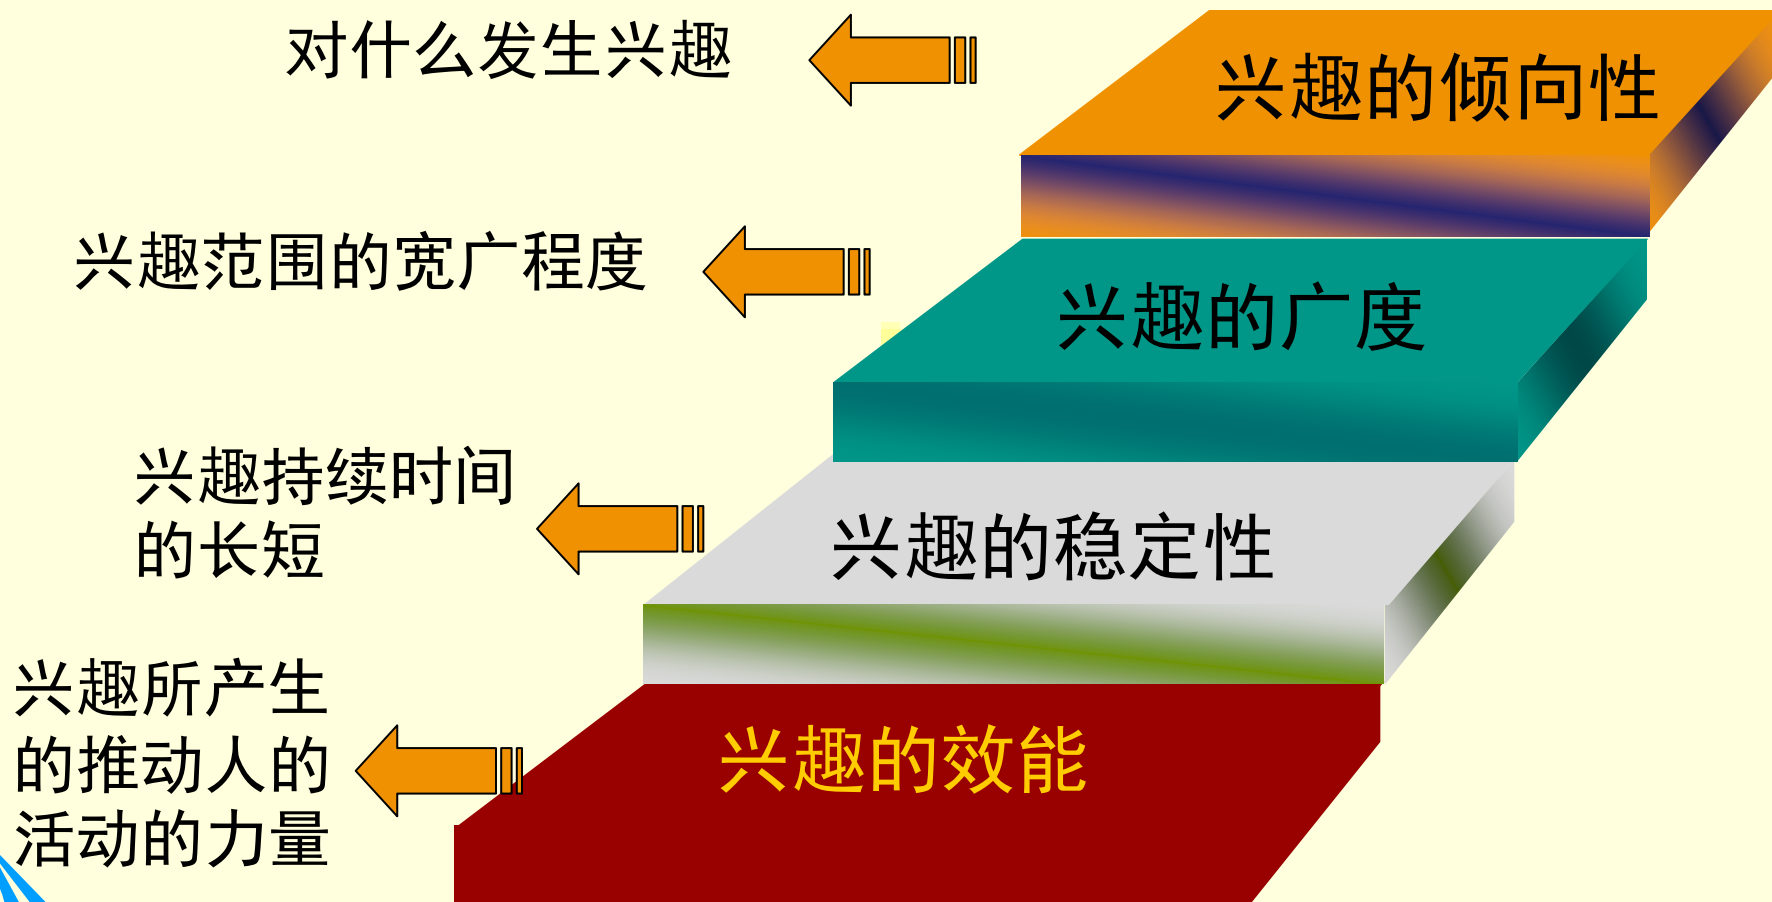 对什么发生兴趣
兴趣的倾向性
兴趣范围的宽广程度
兴趣的广度
兴趣持续时间
的长短
兴趣的稳定性
兴趣所产生
的推动人的
活动的力量
兴趣的效能